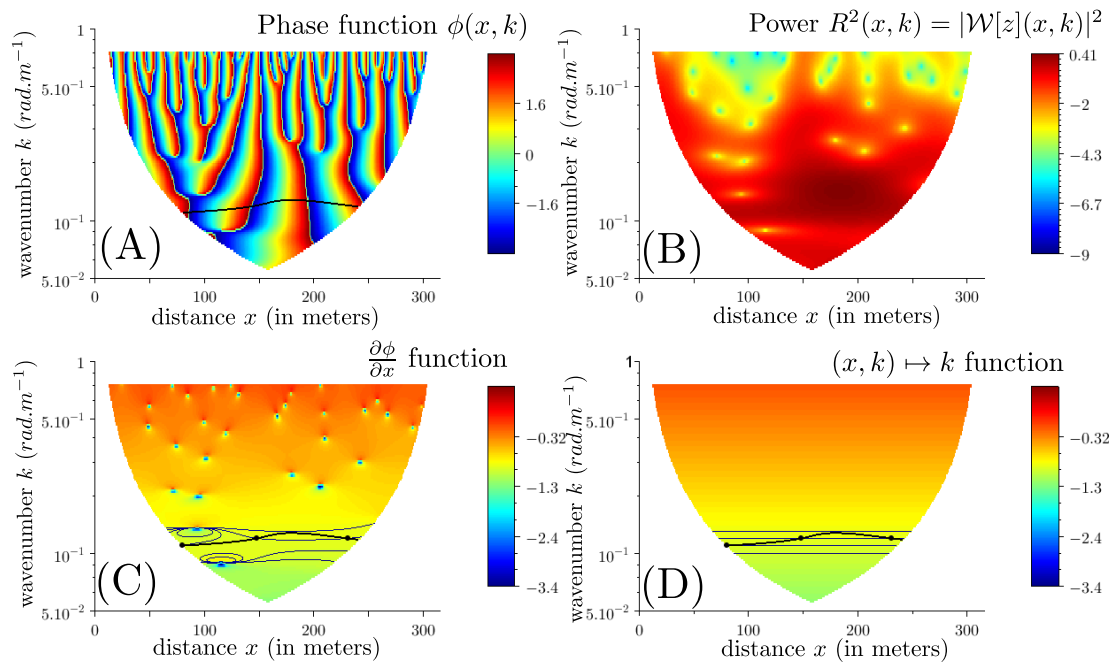 Phase function ϕ(x, k)
1
5.10⁻¹
10⁻¹
5.10⁻²
wavenumber k (rad.m⁻¹)
0 100 200 300
distance x (in meters)
1.6
0
−1.6
(A)
Power R²(x, k) = |𝒲[z](x, k)|²
1
5.10⁻¹
10⁻¹
5.10⁻²
wavenumber k (rad.m⁻¹)
0 100 200 300
distance x (in meters)
0.41
−2
−4.3
−6.7
−9
(B)
∂ϕ/∂x function
1
5.10⁻¹
10⁻¹
5.10⁻²
wavenumber k (rad.m⁻¹)
0 100 200 300
distance x (in meters)
−0.32
−1.3
−2.4
−3.4
(C)
(x, k) ↦ k function
1
5.10⁻¹
10⁻¹
5.10⁻²
wavenumber k (rad.m⁻¹)
0 100 200 300
distance x (in meters)
−0.32
−1.3
−2.4
−3.4
(D)